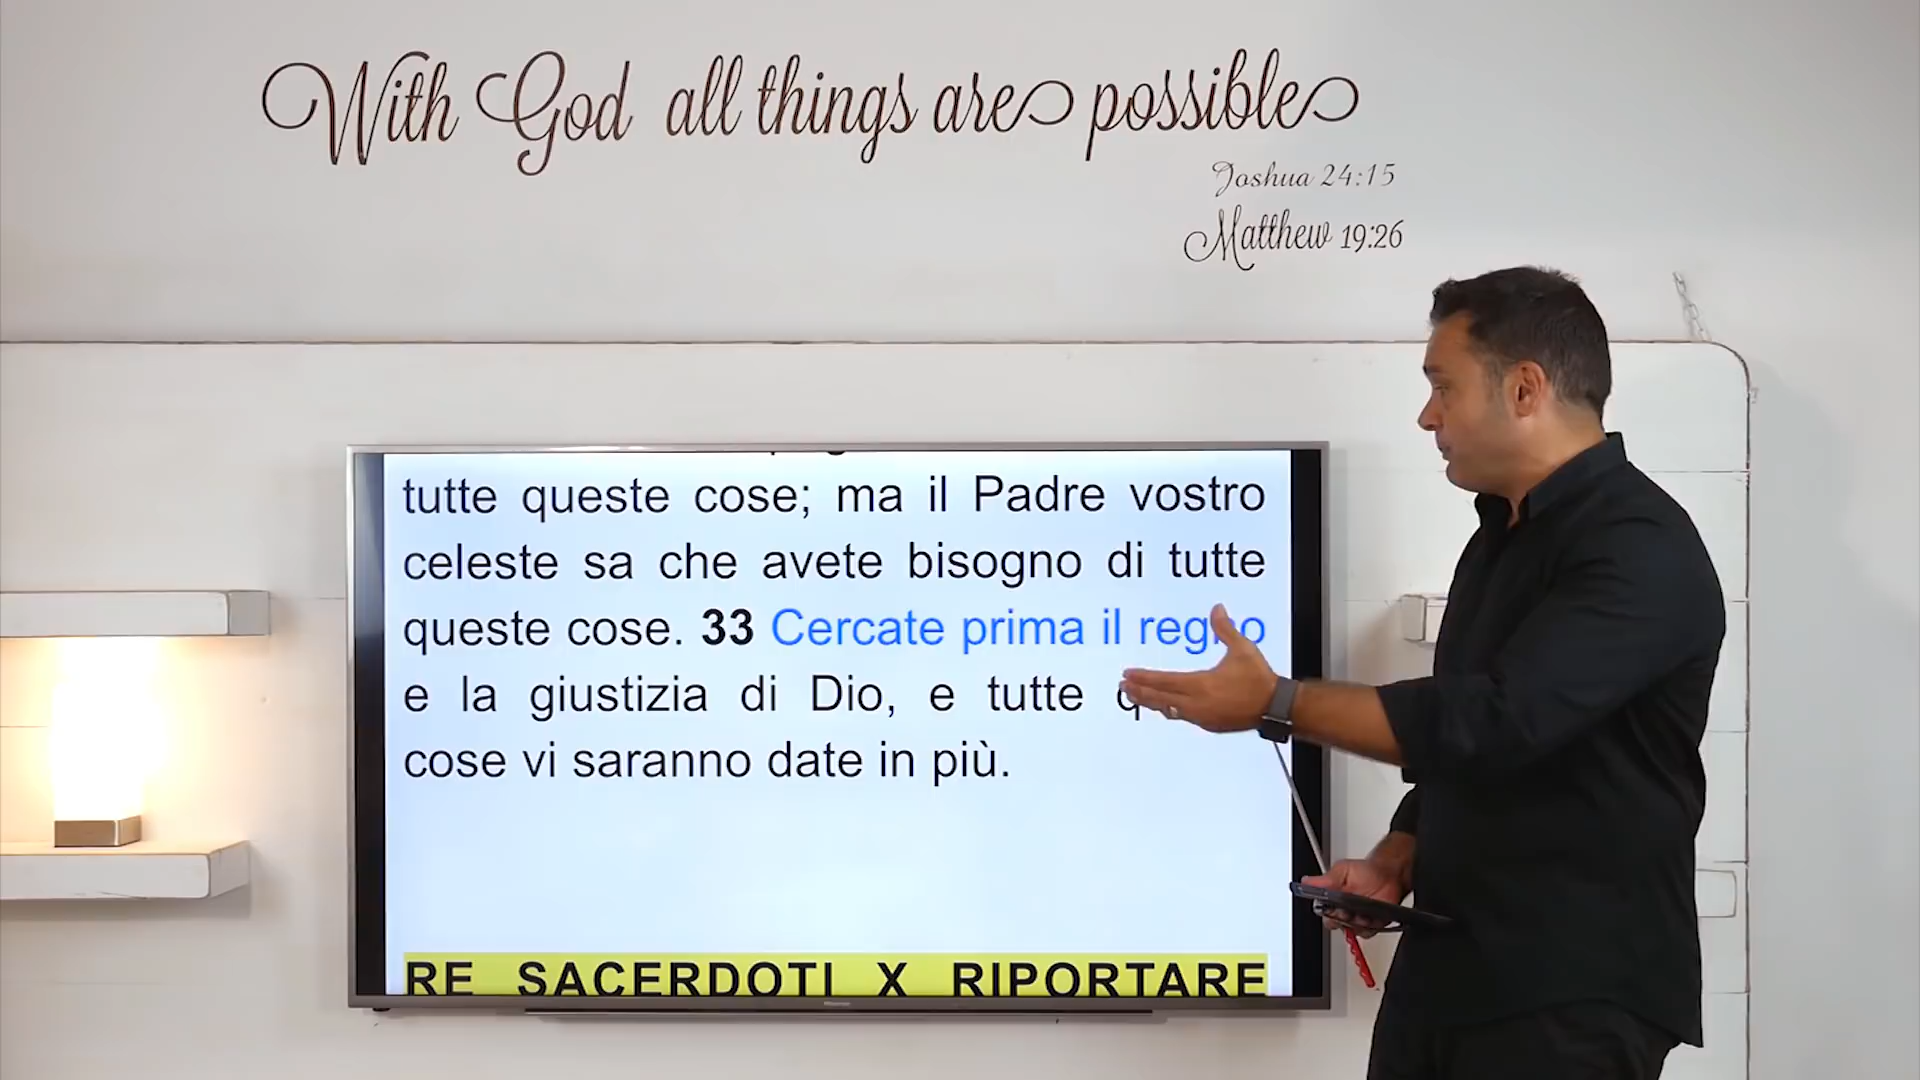 With God all things are possible
Joshua 24:15
Matthew 19:26
tutte queste cose; ma il Padre vostro
celeste sa che avete bisogno di tutte
queste cose. 33 Cercate prima il regno
e la giustizia di Dio, e tutte
cose vi saranno date in più.
RE SACERDOTI X RIPORTARE